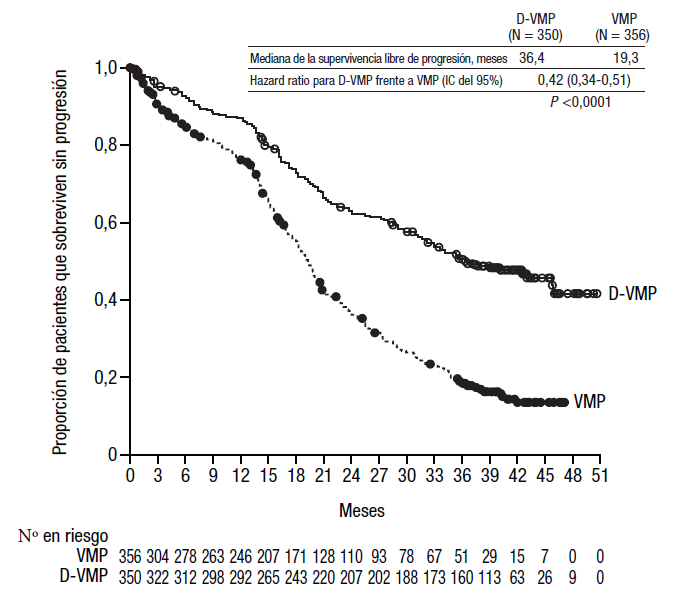 D-VMP VMP
(N = 350) (N = 356)
Mediana de la supervivencia libre de progresión, meses 36,4 19,3
Hazard ratio para D-VMP frente a VMP (IC del 95%) 0,42 (0,34-0,51)
P <0,0001
Proporción de pacientes que sobreviven sin progresión
1,0
0,8
0,6
0,4
0,2
0
D-VMP
VMP
0 3 6 9 12 15 18 21 24 27 30 33 36 39 42 45 48 51
Meses
Nº en riesgo
VMP 356 304 278 263 246 207 171 128 110 93 78 67 51 29 15 7 0 0
D-VMP 350 322 312 298 292 265 243 220 207 202 188 173 160 113 63 26 9 0